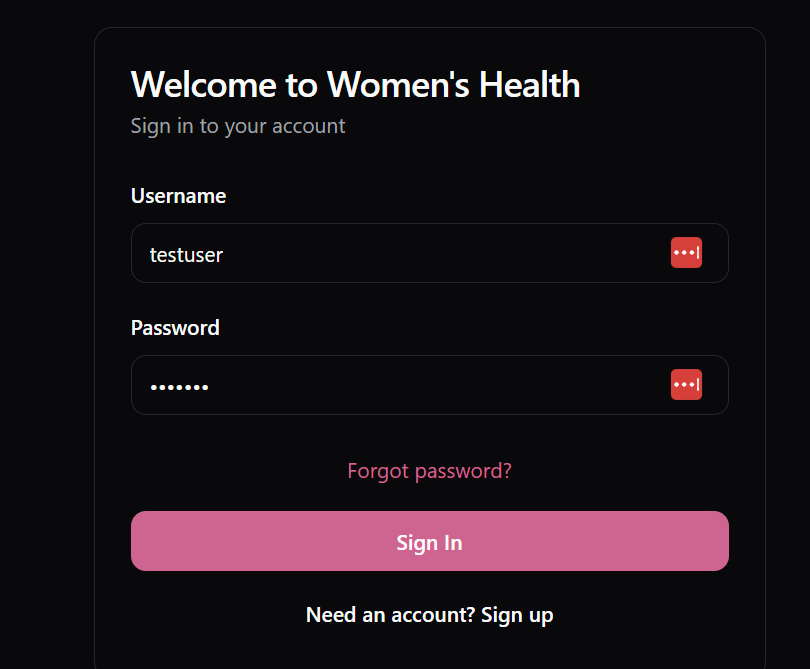 Welcome to Women's Health
Sign in to your account
Username
testuser
Password
•••••••
Forgot password?
Sign In
Need an account? Sign up